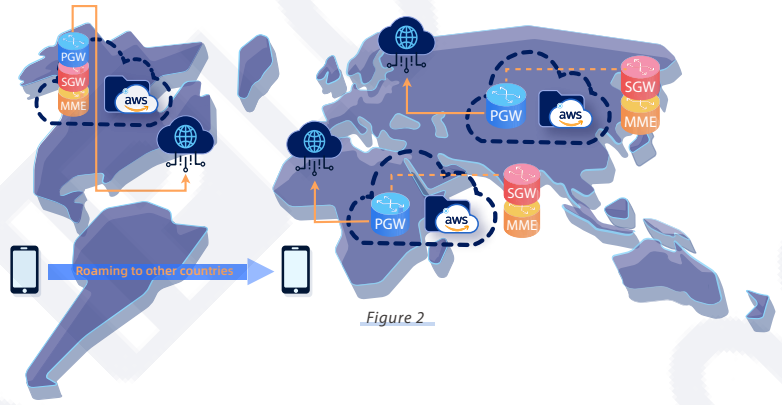 PGW
SGW
MME
aws
PGW
aws
SGW
MME
PGW
aws
SGW
MME
Roaming to other countries
Figure 2